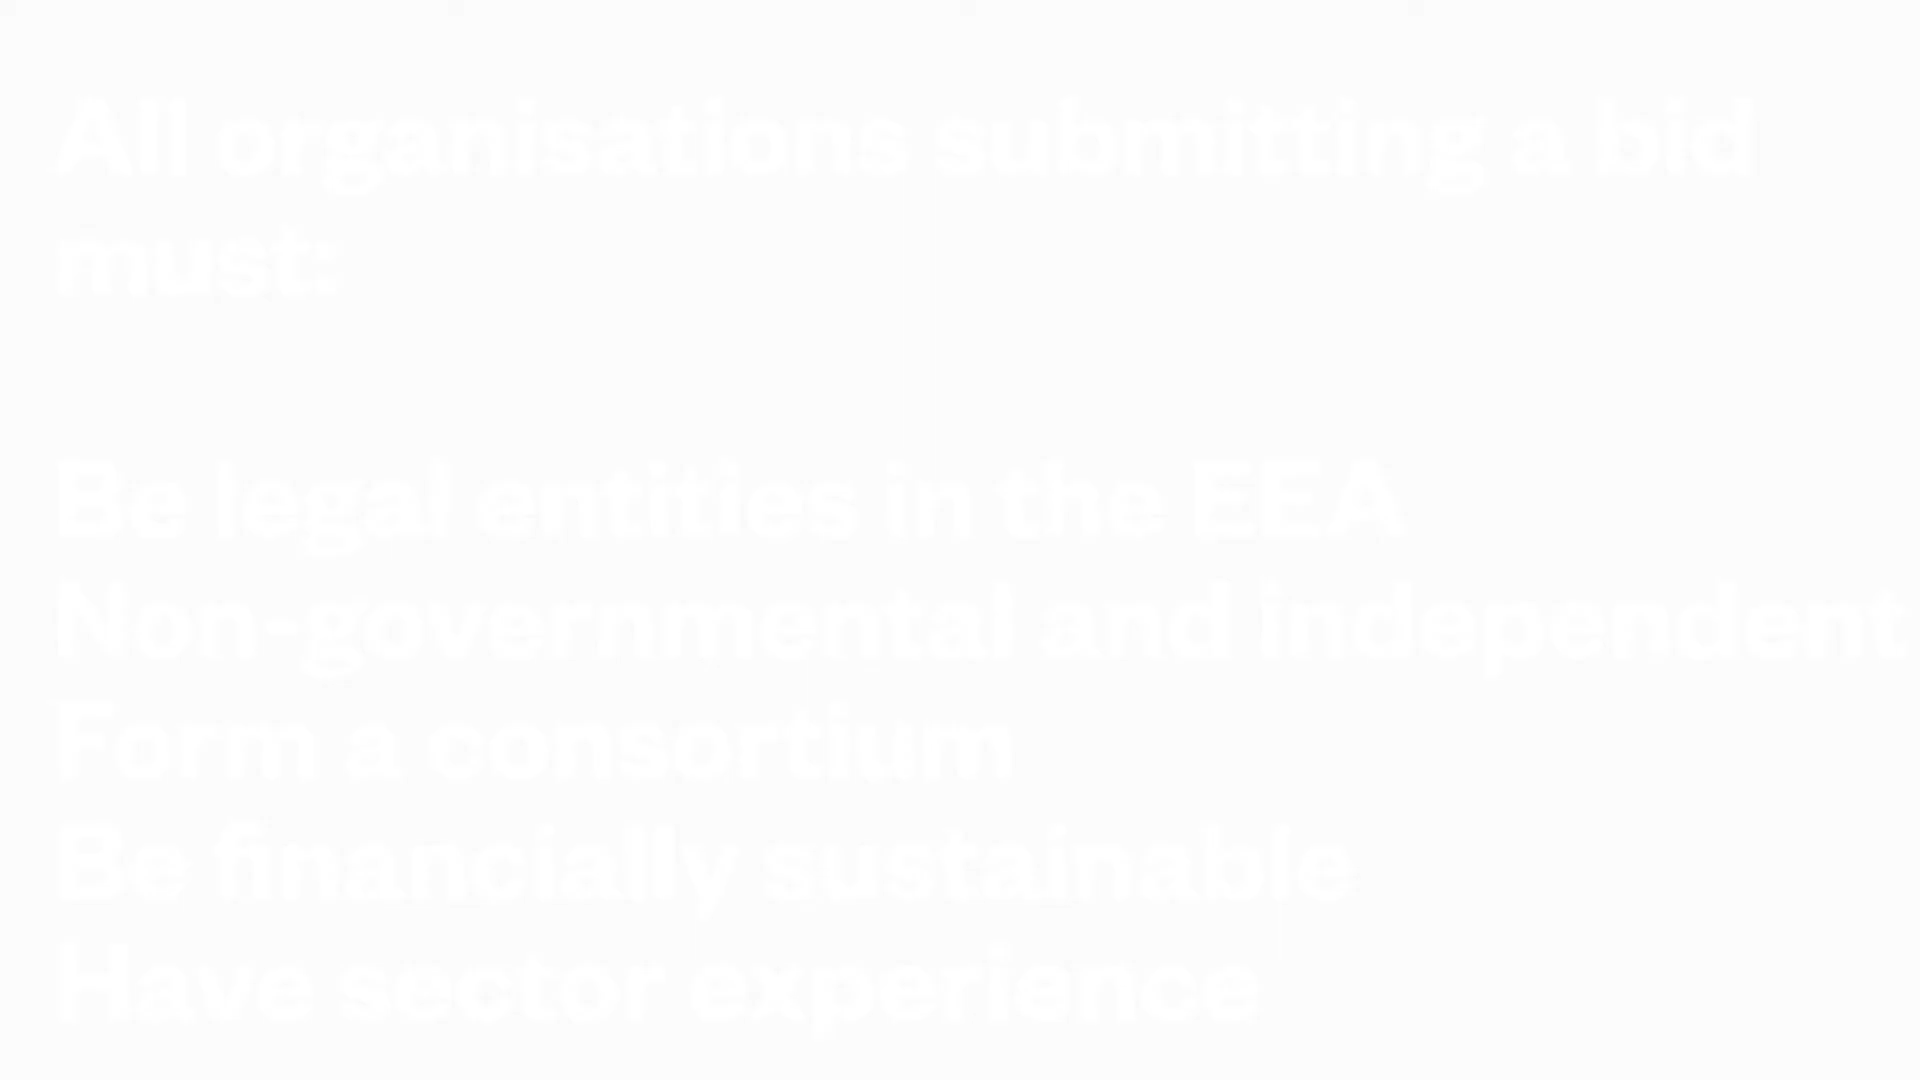 All organisations submitting a bid
must:
Be legal entities in the EEA
Non-governmental and independent
Form a consortium
Be financially sustainable
Have sector experience